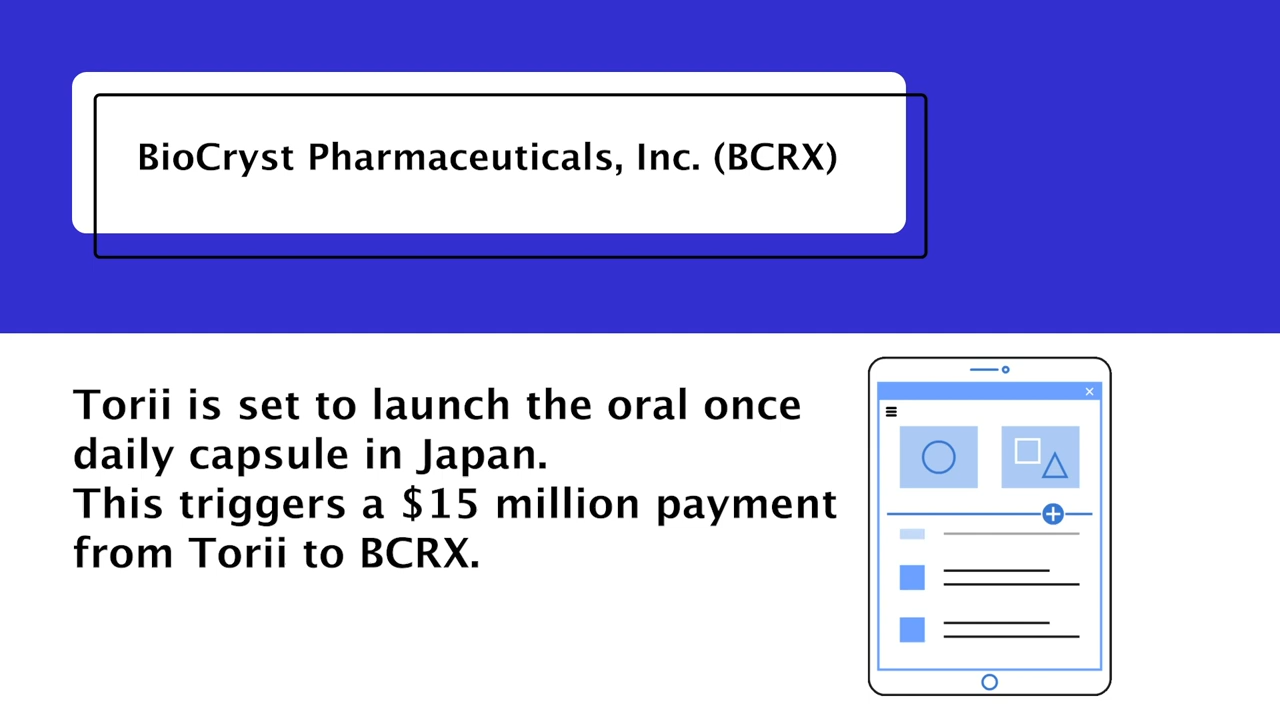 BioCryst Pharmaceuticals, Inc. (BCRX)
Torii is set to launch the oral once
daily capsule in Japan.
This triggers a $15 million payment
from Torii to BCRX.